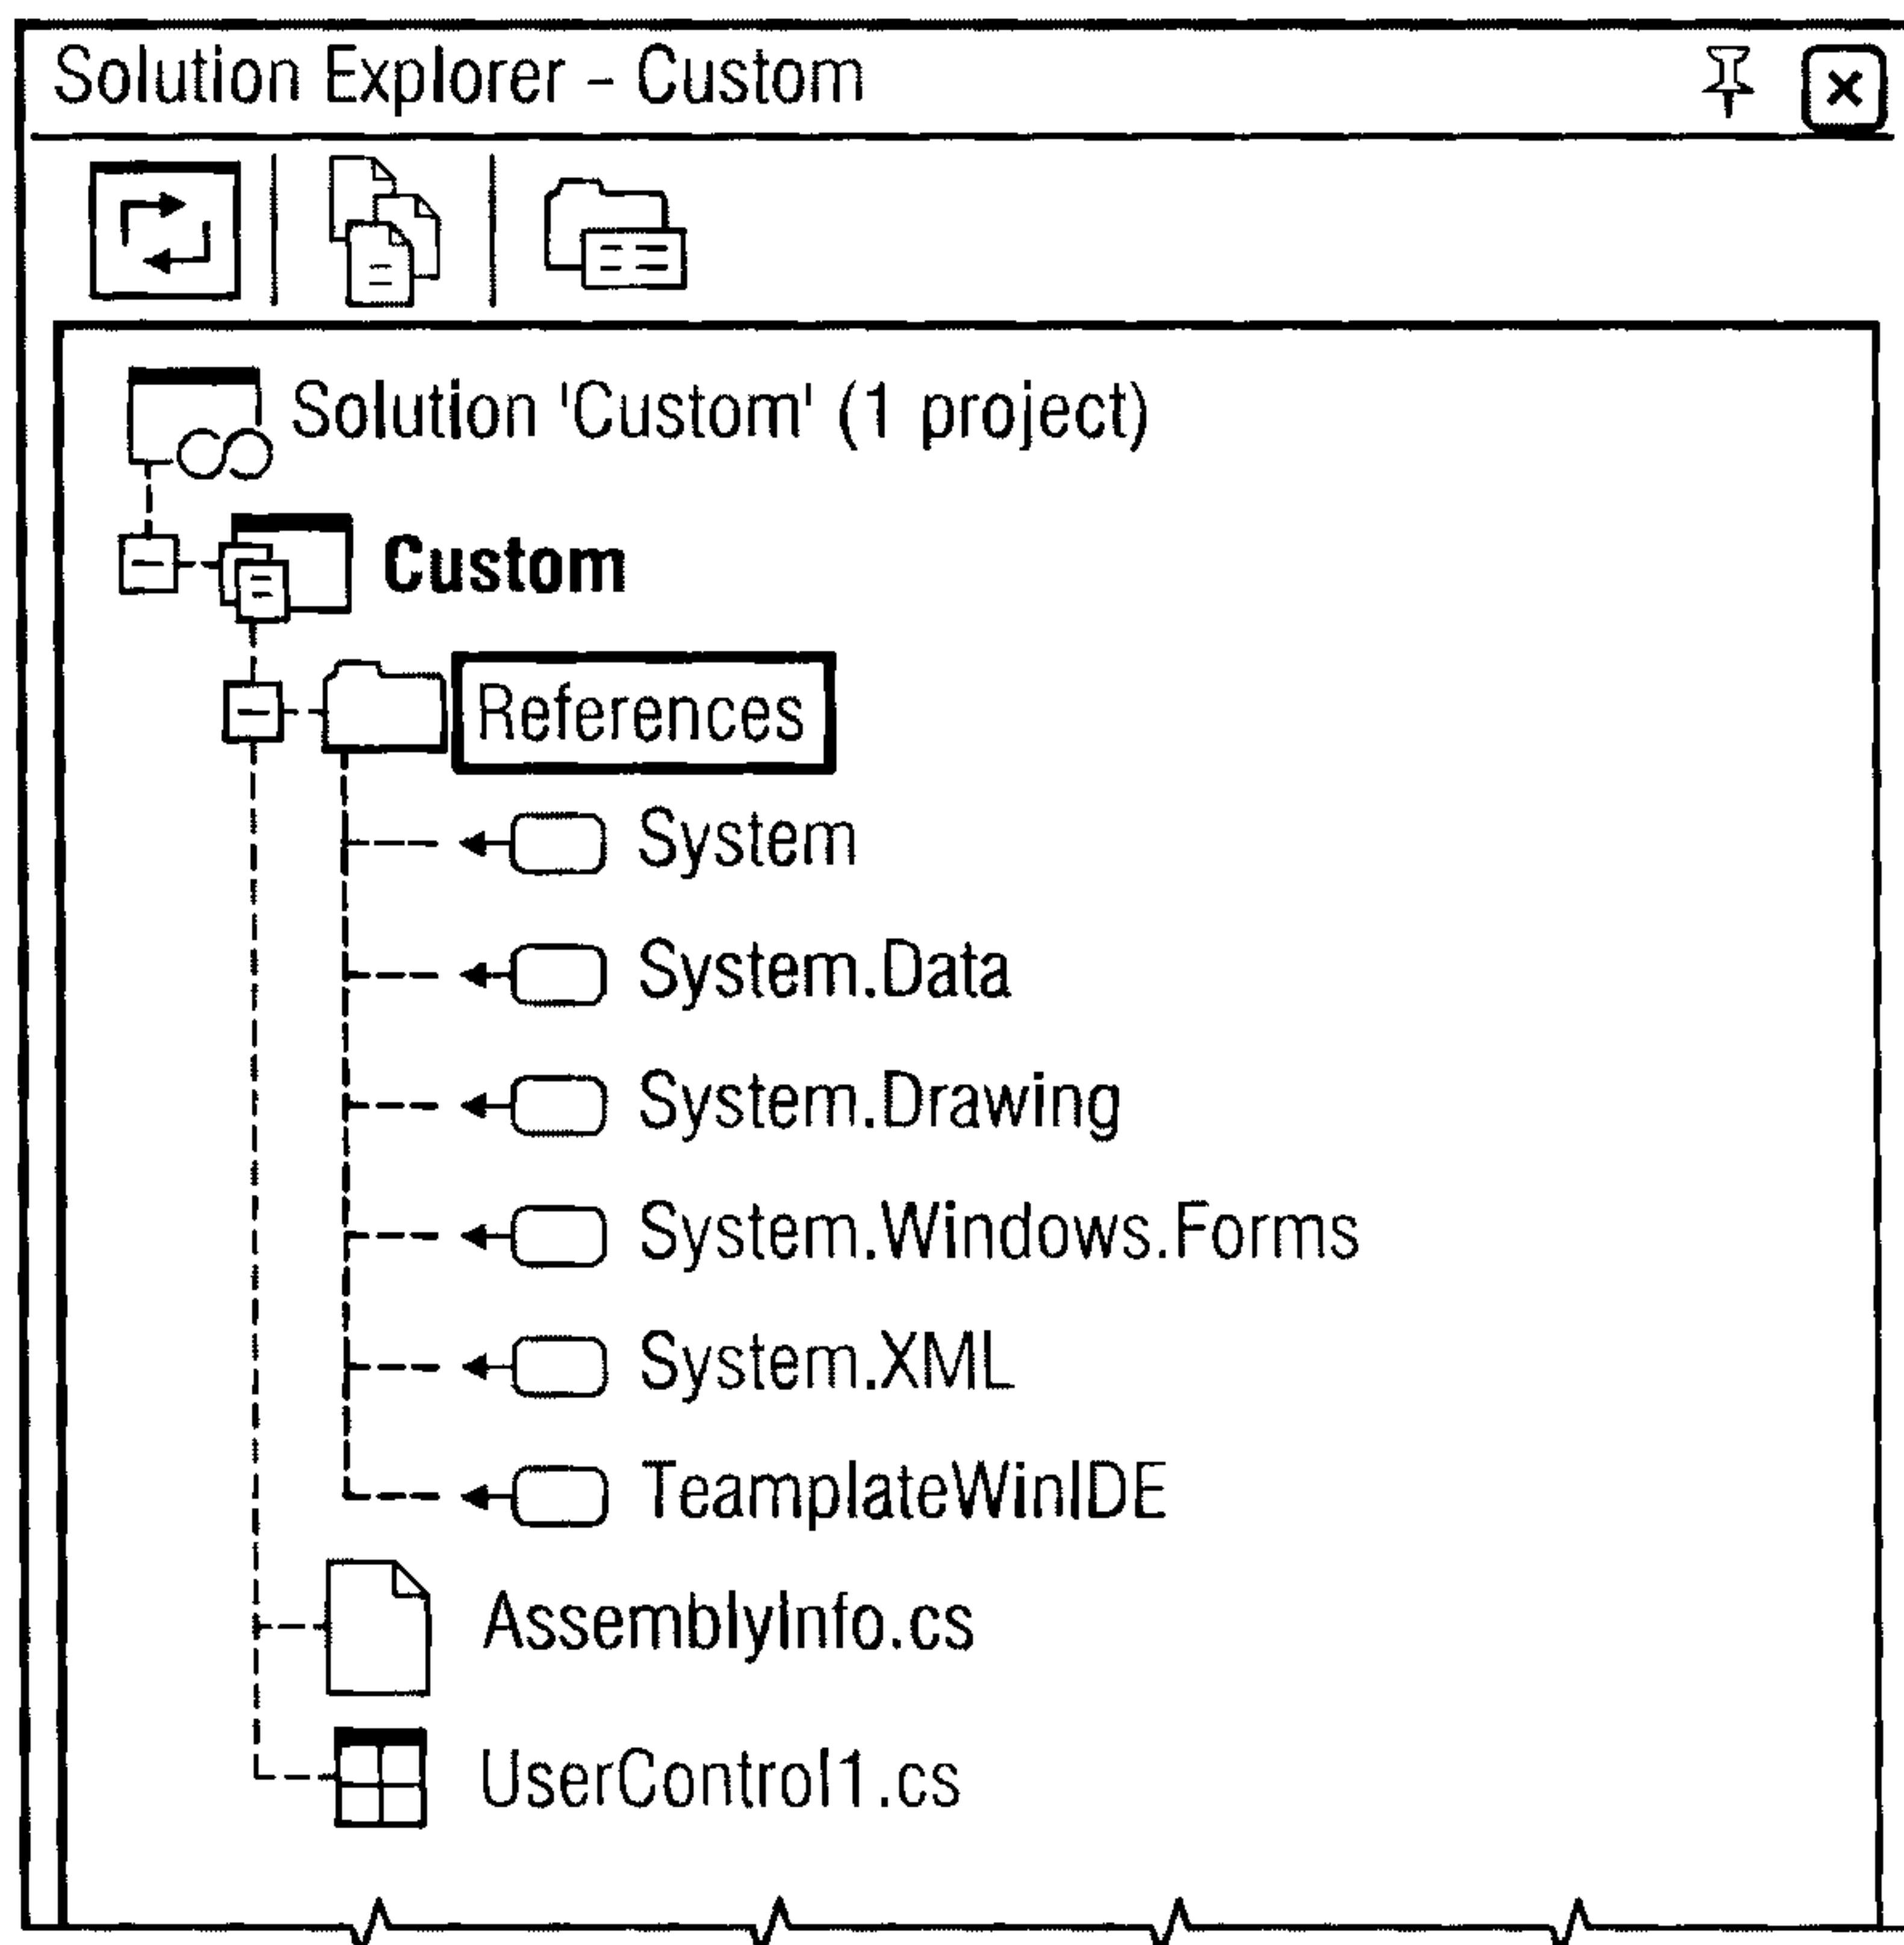 Solution Explorer - Custom
Solution 'Custom' (1 project)
Custom
References
System
System.Data
System.Drawing
System.Windows.Forms
System.XML
TeamplateWinIDE
AssemblyInfo.cs
UserControl1.cs